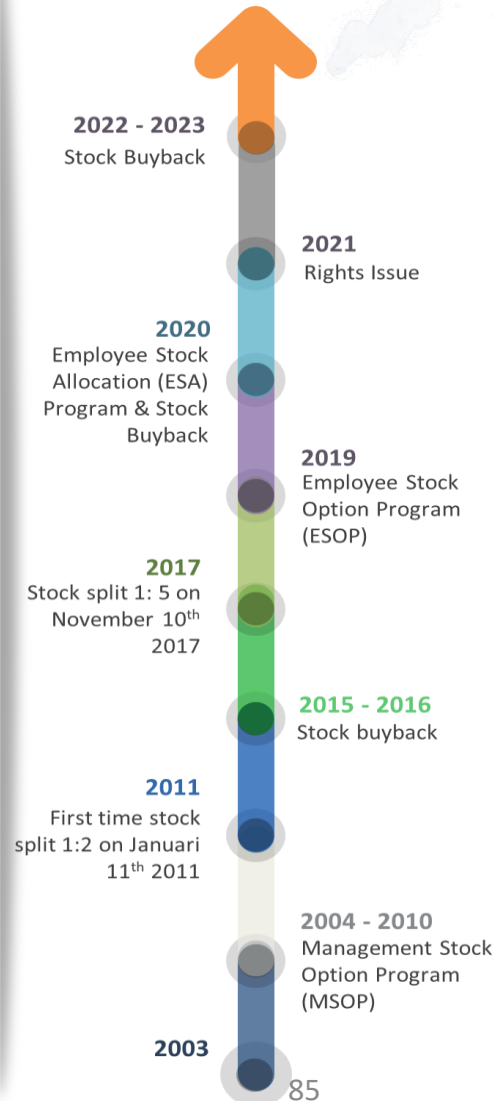 2022 - 2023
Stock Buyback
2021
Rights Issue
2020
Employee Stock
Allocation (ESA)
Program & Stock
Buyback
2019
Employee Stock
Option Program
(ESOP)
2017
Stock split 1: 5 on
November 10th
2017
2015 - 2016
Stock buyback
2011
First time stock
split 1:2 on Januari
11th 2011
2004 - 2010
Management Stock
Option Program
(MSOP)
2003
85